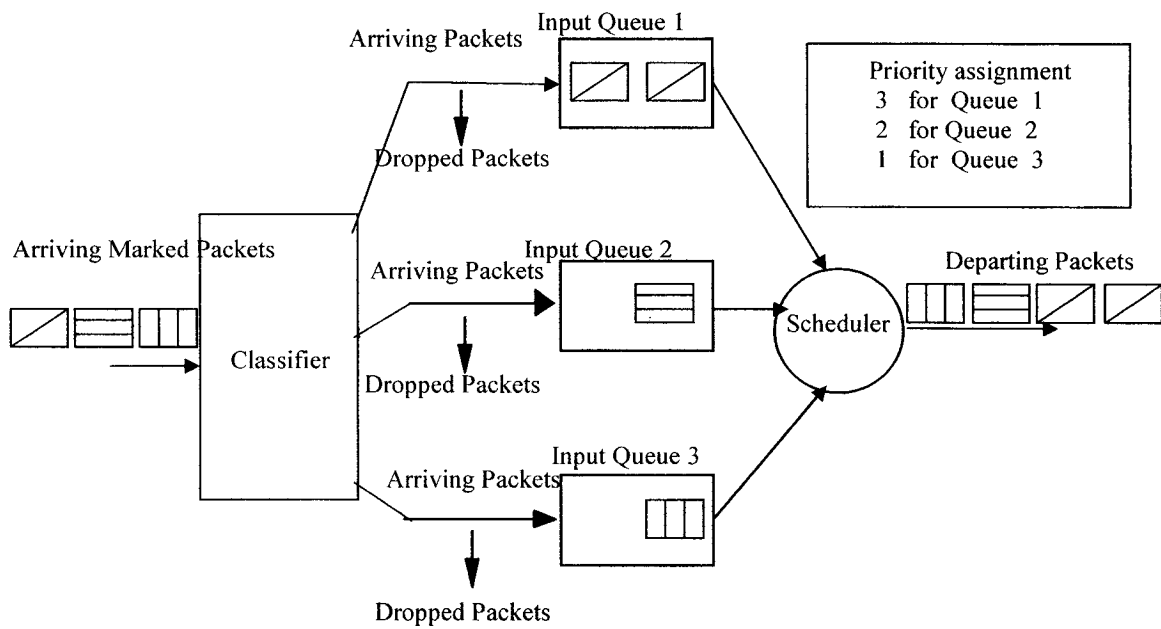 Arriving Packets
Input Queue 1
Dropped Packets
Priority assignment
3 for Queue 1
2 for Queue 2
1 for Queue 3
Arriving Marked Packets
Classifier
Arriving Packets
Input Queue 2
Dropped Packets
Scheduler
Departing Packets
Arriving Packets
Input Queue 3
Dropped Packets